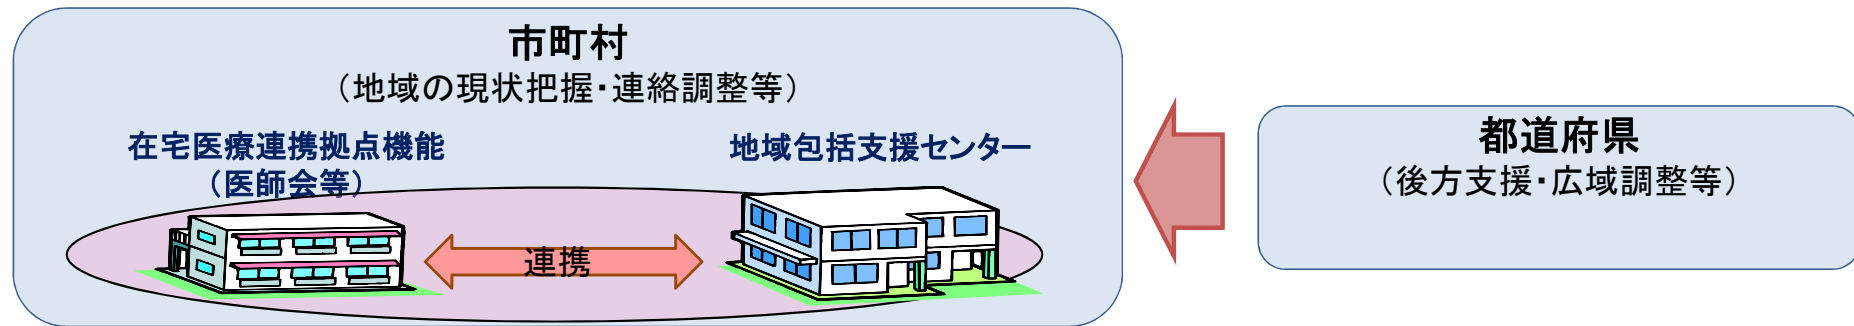 市町村
（地域の現状把握・連絡調整等）
在宅医療連携拠点機能
（医師会等）
地域包括支援センター
連携
都道府県
（後方支援・広域調整等）